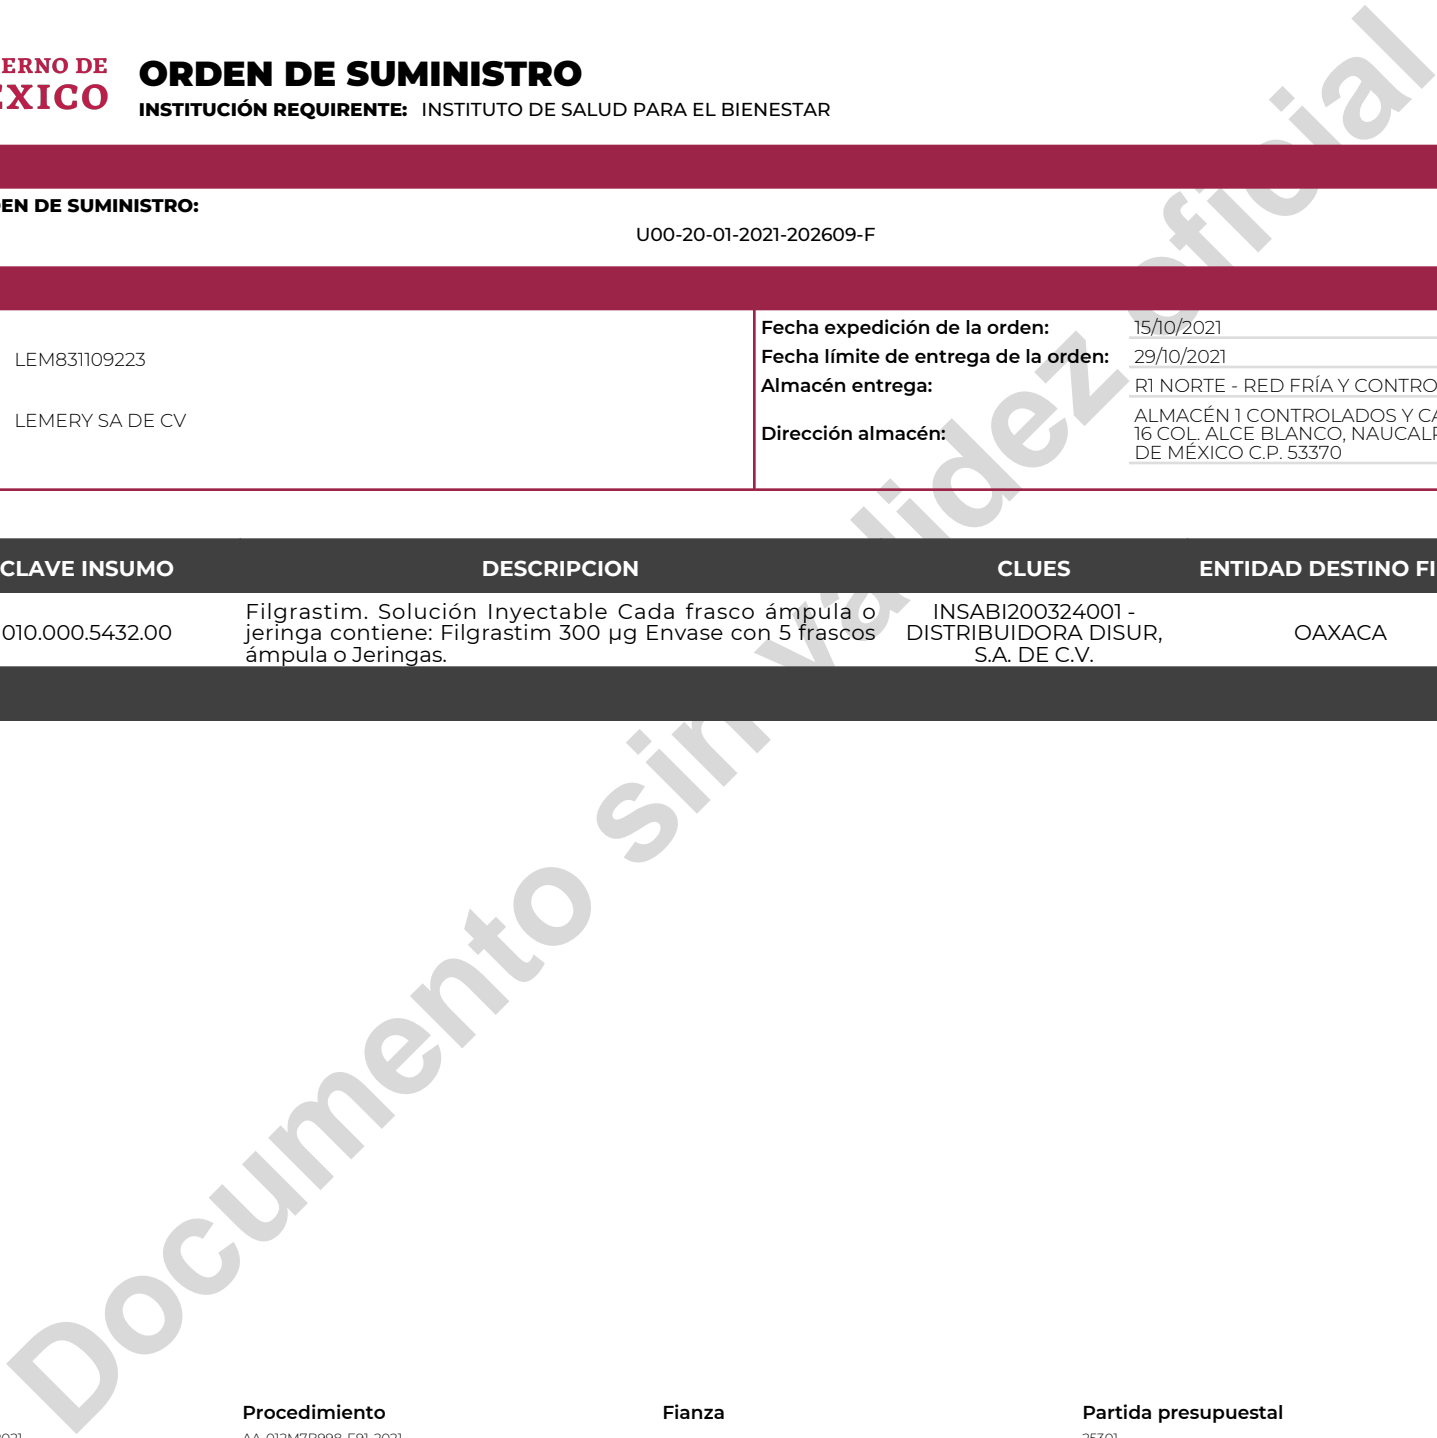 ERNO DE
ÉXICO
ORDEN DE SUMINISTRO
INSTITUCIÓN REQUIRENTE: INSTITUTO DE SALUD PARA EL BIENESTAR
EN DE SUMINISTRO:
U00-20-01-2021-202609-F
LEM831109223
LEMERY SA DE CV
Fecha expedición de la orden: 15/10/2021
Fecha límite de entrega de la orden: 29/10/2021
Almacén entrega: R1 NORTE - RED FRÍA Y CONTRO
Dirección almacén: ALMACÉN 1 CONTROLADOS Y CA
16 COL. ALCE BLANCO, NAUCALP
DE MÉXICO C.P. 53370
CLAVE INSUMO DESCRIPCION CLUES ENTIDAD DESTINO FI
010.000.5432.00
Filgrastim. Solución Inyectable Cada frasco ámpula o
jeringa contiene: Filgrastim 300 µg Envase con 5 frascos
ámpula o Jeringas.
INSABI200324001 -
DISTRIBUIDORA DISUR,
S.A. DE C.V.
OAXACA
Documento sin validez oficial
Procedimiento Fianza Partida presupuestal